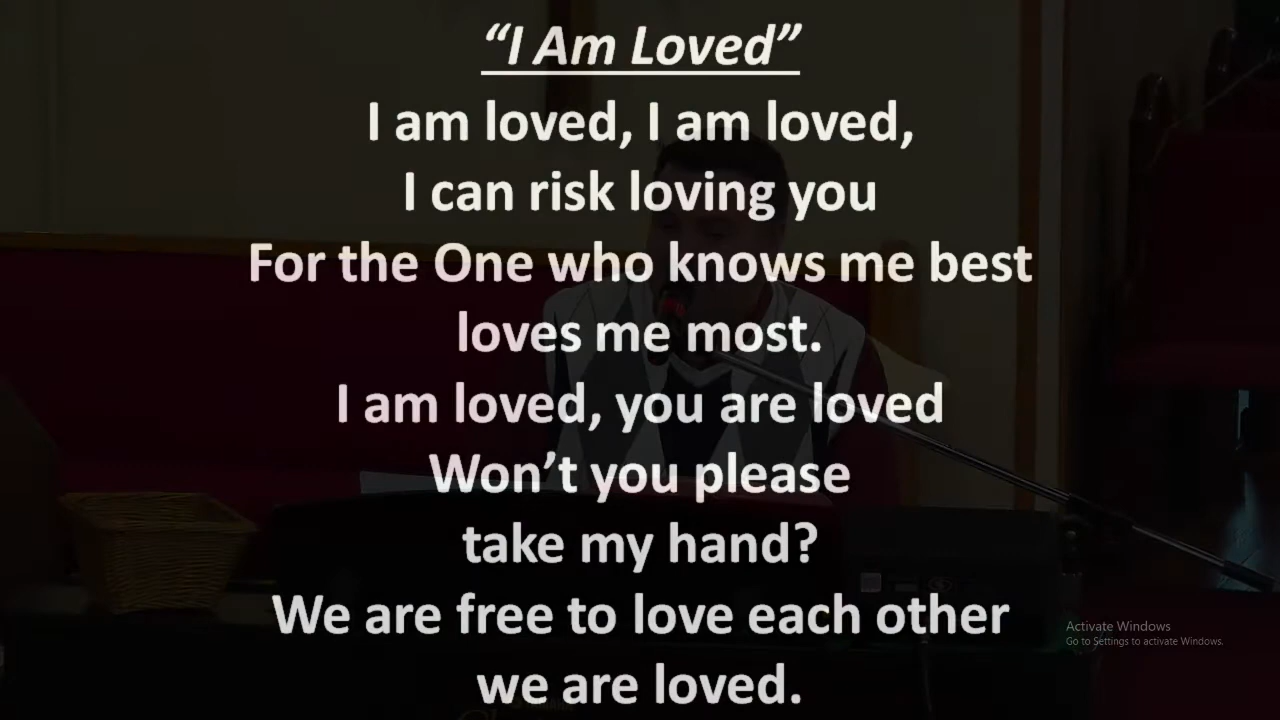 “I Am Loved”
I am loved, I am loved,
I can risk loving you
For the One who knows me best
loves me most.
I am loved, you are loved
Won’t you please
take my hand?
We are free to love each other
we are loved.
Activate Windows
Go to Settings to activate Windows.